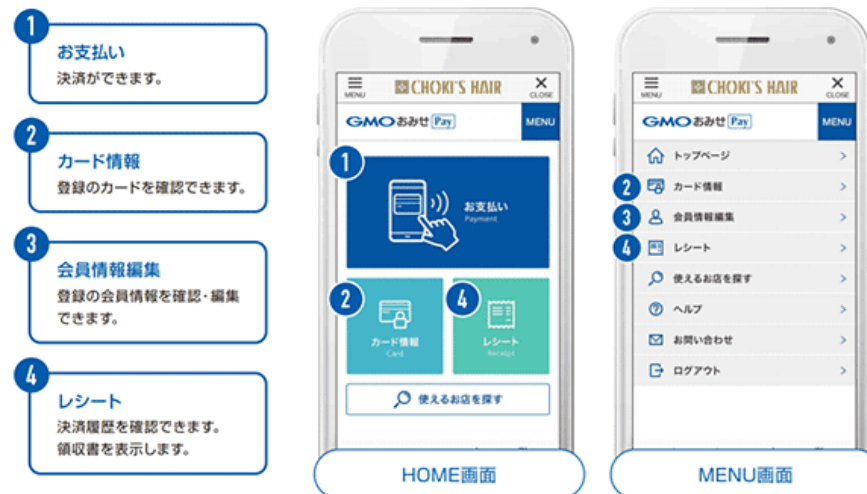 1
お支払い
決済ができます。
2
カード情報
登録のカードを確認できます。
3
会員情報編集
登録の会員情報を確認・編集
できます。
4
レシート
決済履歴を確認できます。
領収書を表示します。
MENU
CHOKI'S HAIR
CLOSE
GMOおみせPay
MENU
1
お支払い
Payment
2
カード情報
Card
4
レシート
Receipt
使えるお店を探す
HOME画面
MENU
CHOKI'S HAIR
CLOSE
GMOおみせPay
MENU
トップページ
2
カード情報
3
会員情報編集
4
レシート
使えるお店を探す
ヘルプ
お問い合わせ
ログアウト
MENU画面